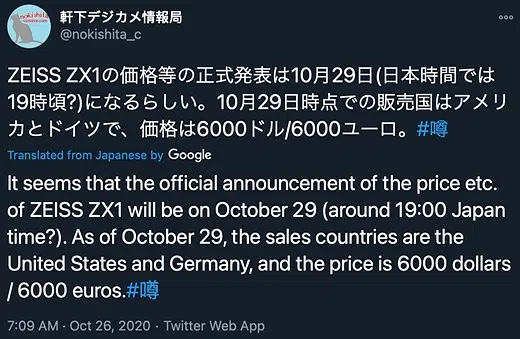 nokishita
camera.com
軒下デジカメ情報局
@nokishita_c
ZEISS ZX1の価格等の正式発表は10月29日(日本時間では
19時頃?)になるらしい。10月29日時点での販売国はアメリ
カとドイツで、価格は6000ドル/6000ユーロ。#噂
Translated from Japanese by Google
It seems that the official announcement of the price etc.
of ZEISS ZX1 will be on October 29 (around 19:00 Japan
time?). As of October 29, the sales countries are the
United States and Germany, and the price is 6000 dollars
/ 6000 euros.#噂
7:09 AM · Oct 26, 2020 · Twitter Web App